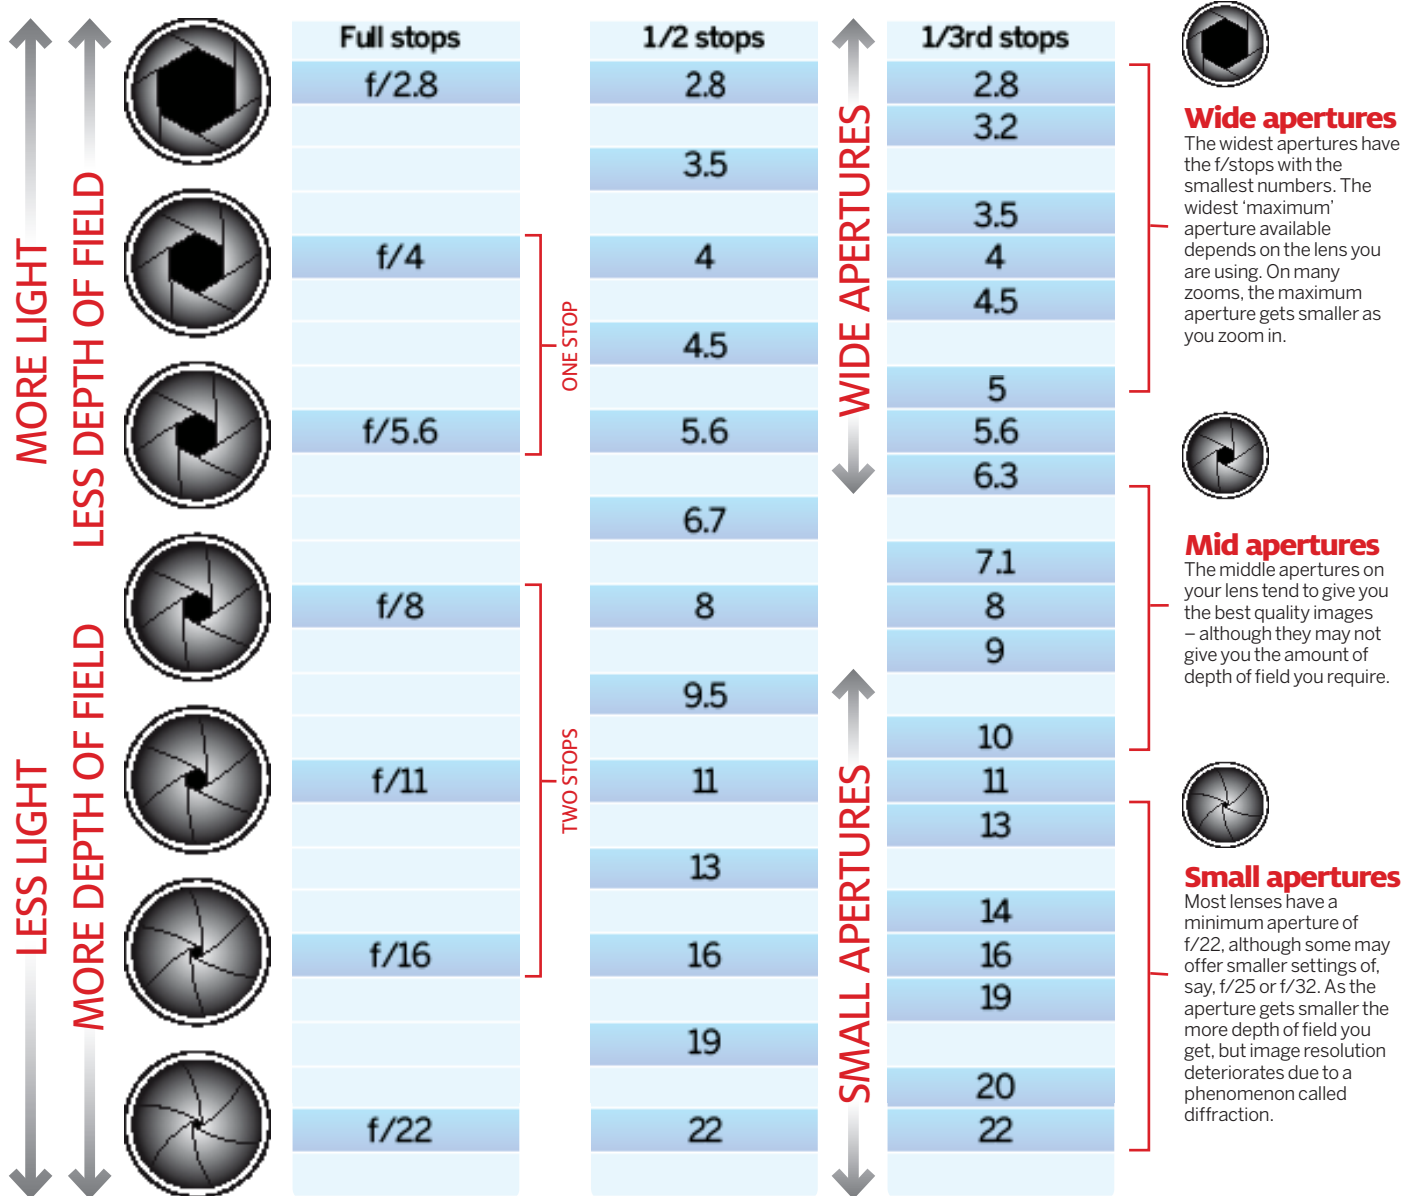 MORE LIGHT
LESS LIGHT
LESS DEPTH OF FIELD
MORE DEPTH OF FIELD
Full stops
f/2.8
f/4
f/5.6
f/8
f/11
f/16
f/22
ONE STOP
TWO STOPS
1/2 stops
2.8
3.5
4
4.5
5.6
6.7
8
9.5
11
13
16
19
22
WIDE APERTURES
SMALL APERTURES
1/3rd stops
2.8
3.2
3.5
4
4.5
5
5.6
6.3
7.1
8
9
10
11
13
14
16
19
20
22
Wide apertures
The widest apertures have
the f/stops with the
smallest numbers. The
widest ‘maximum’
aperture available
depends on the lens you
are using. On many
zooms, the maximum
aperture gets smaller as
you zoom in.
Mid apertures
The middle apertures on
your lens tend to give you
the best quality images
– although they may not
give you the amount of
depth of field you require.
Small apertures
Most lenses have a
minimum aperture of
f/22, although some may
offer smaller settings of,
say, f/25 or f/32. As the
aperture gets smaller the
more depth of field you
get, but image resolution
deteriorates due to a
phenomenon called
diffraction.